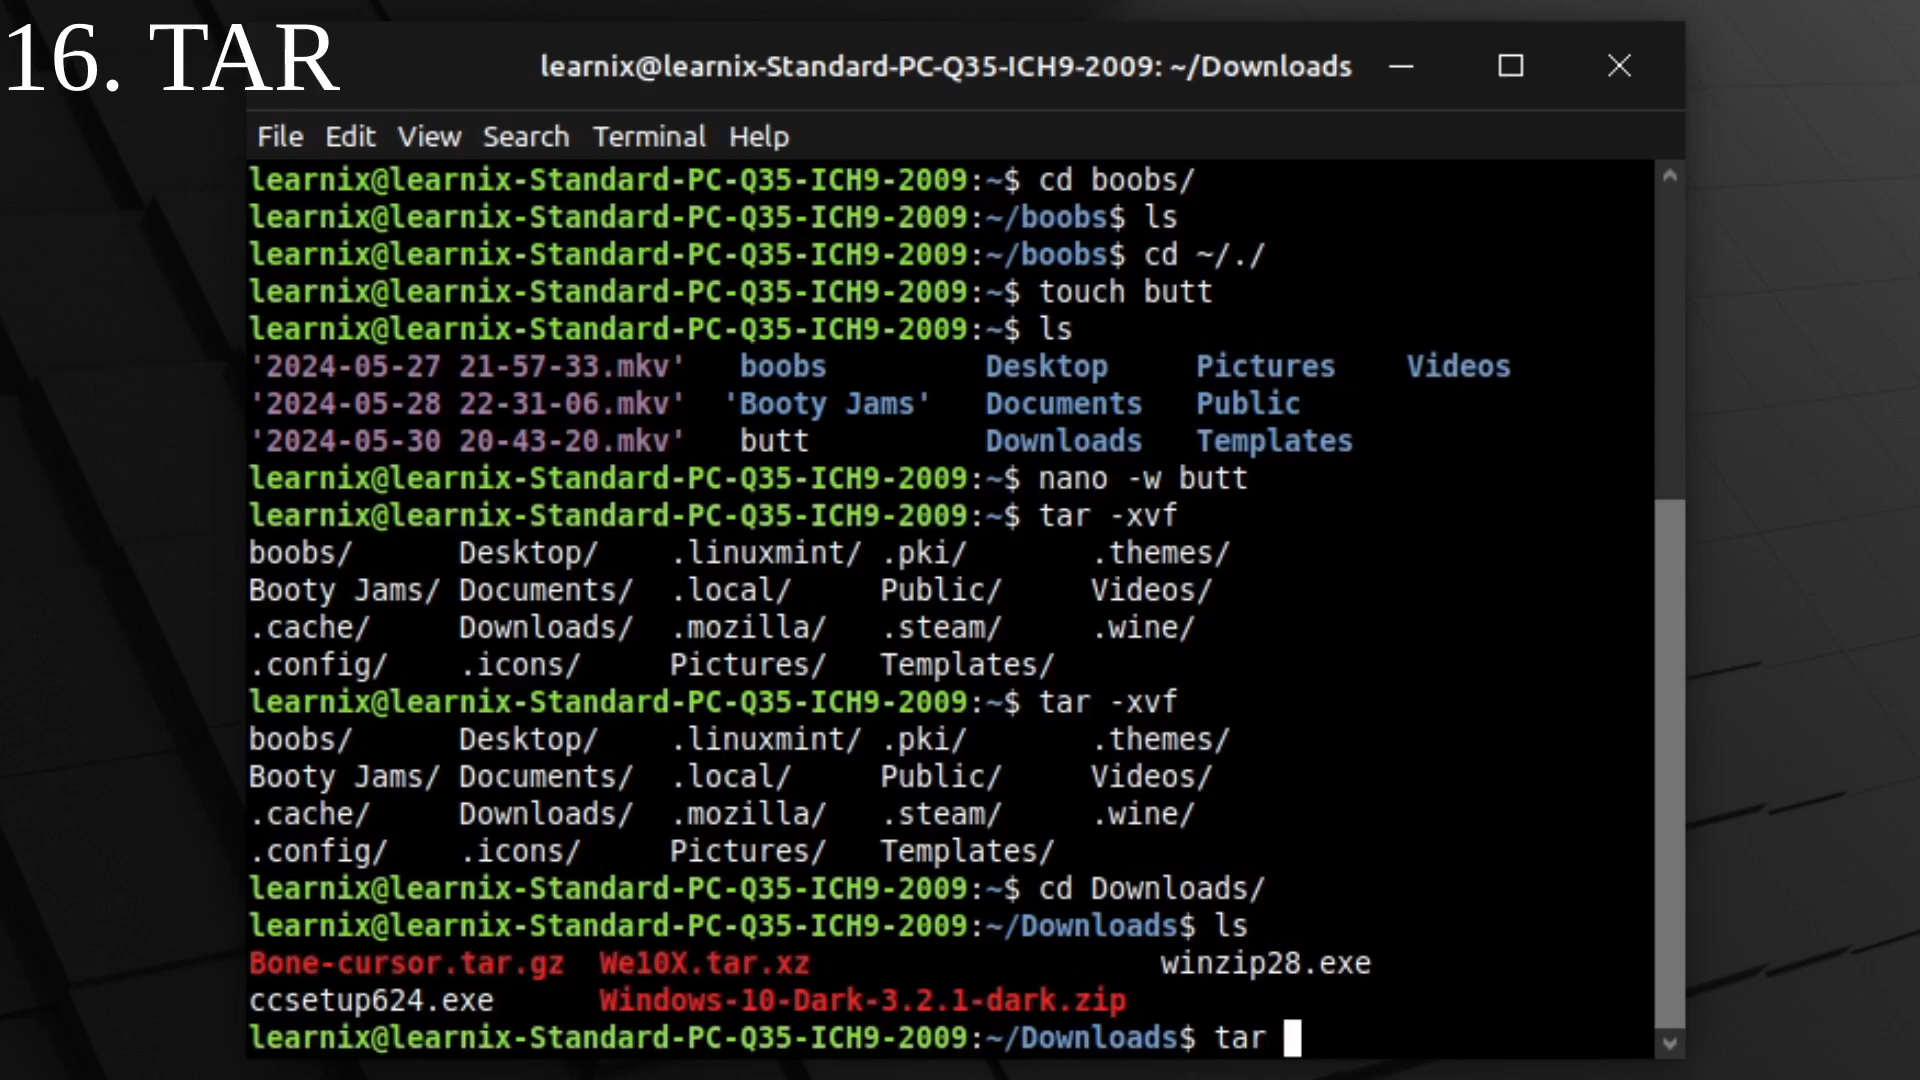 16. TAR
learnix@learnix-Standard-PC-Q35-ICH9-2009: ~/Downloads
File Edit View Search Terminal Help
learnix@learnix-Standard-PC-Q35-ICH9-2009:~$ cd boobs/
learnix@learnix-Standard-PC-Q35-ICH9-2009:~/boobs$ ls
learnix@learnix-Standard-PC-Q35-ICH9-2009:~/boobs$ cd ~/./
learnix@learnix-Standard-PC-Q35-ICH9-2009:~$ touch butt
learnix@learnix-Standard-PC-Q35-ICH9-2009:~$ ls
'2024-05-27 21-57-33.mkv' boobs Desktop Pictures Videos
'2024-05-28 22-31-06.mkv' 'Booty Jams' Documents Public
'2024-05-30 20-43-20.mkv' butt Downloads Templates
learnix@learnix-Standard-PC-Q35-ICH9-2009:~$ nano -w butt
learnix@learnix-Standard-PC-Q35-ICH9-2009:~$ tar -xvf
boobs/ Desktop/ .linuxmint/ .pki/ .themes/
Booty Jams/ Documents/ .local/ Public/ Videos/
.cache/ Downloads/ .mozilla/ .steam/ .wine/
.config/ .icons/ Pictures/ Templates/
learnix@learnix-Standard-PC-Q35-ICH9-2009:~$ tar -xvf
boobs/ Desktop/ .linuxmint/ .pki/ .themes/
Booty Jams/ Documents/ .local/ Public/ Videos/
.cache/ Downloads/ .mozilla/ .steam/ .wine/
.config/ .icons/ Pictures/ Templates/
learnix@learnix-Standard-PC-Q35-ICH9-2009:~$ cd Downloads/
learnix@learnix-Standard-PC-Q35-ICH9-2009:~/Downloads$ ls
Bone-cursor.tar.gz We10X.tar.xz winzip28.exe
ccsetup624.exe Windows-10-Dark-3.2.1-dark.zip
learnix@learnix-Standard-PC-Q35-ICH9-2009:~/Downloads$ tar